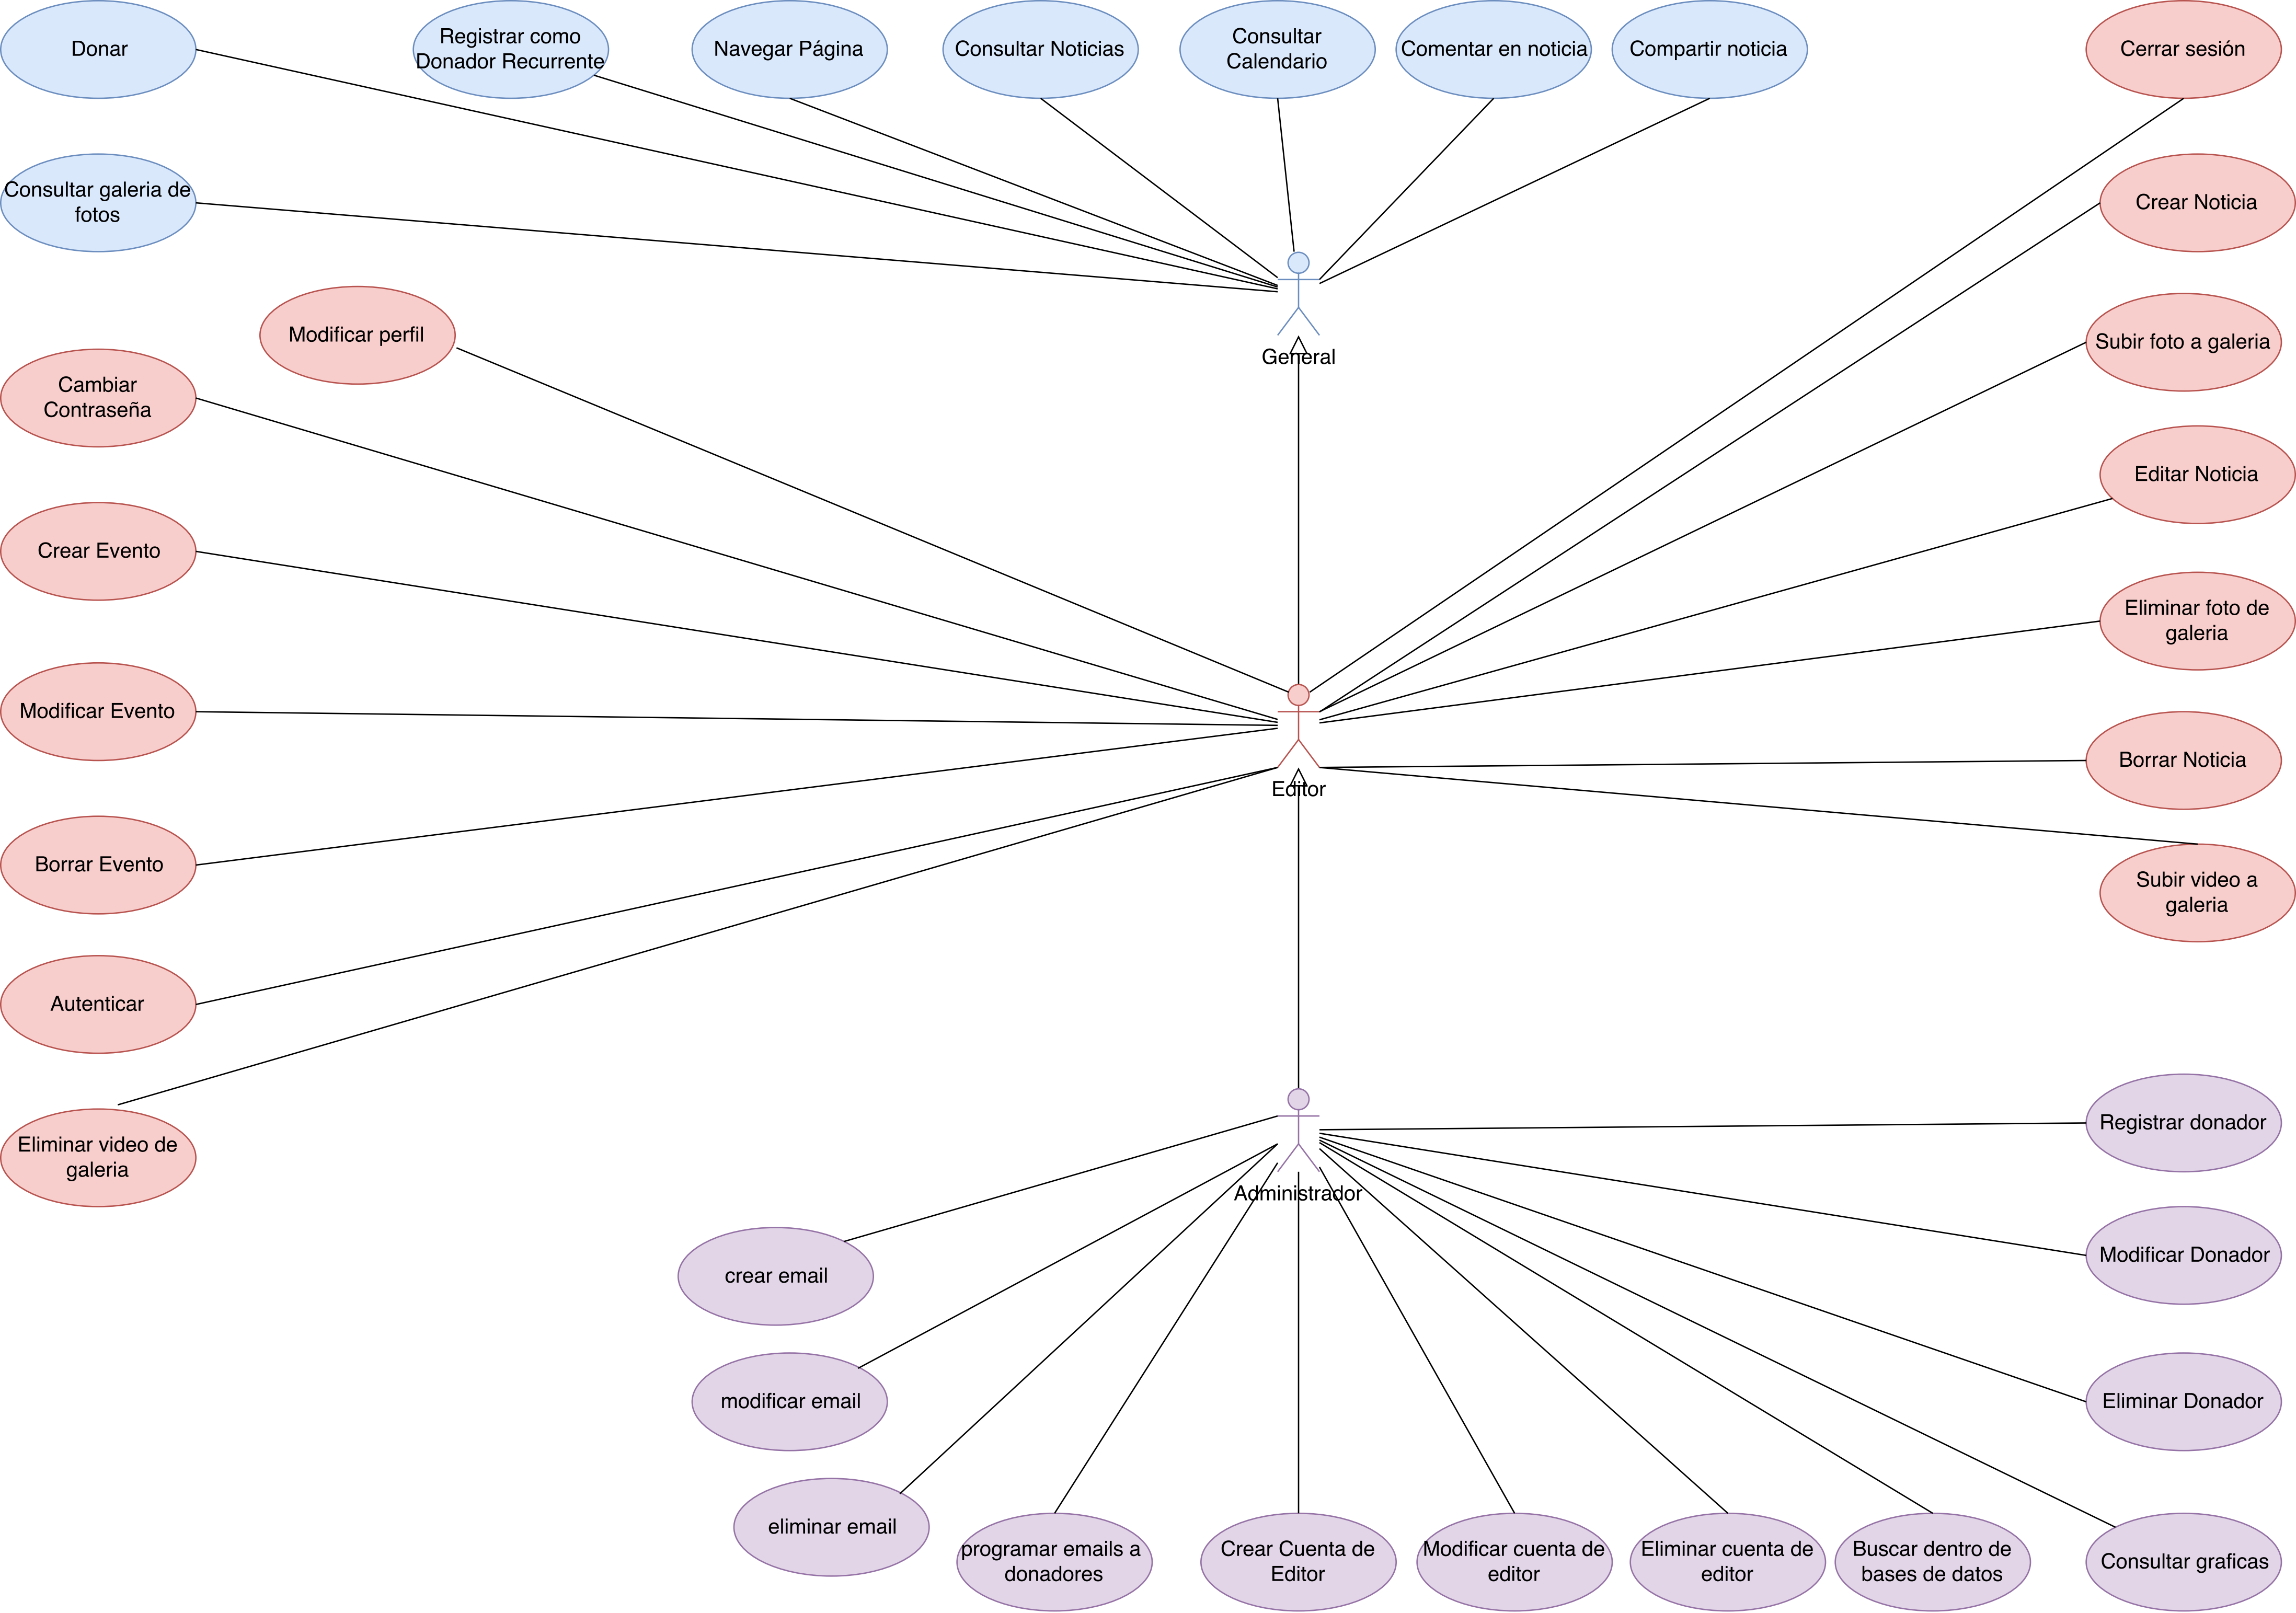 Donar
Registrar como
Donador Recurrente
Navegar Página
Consultar Noticias
Consultar
Calendario
Comentar en noticia
Compartir noticia
Cerrar sesión
Consultar galeria de
fotos
Crear Noticia
Modificar perfil
Subir foto a galeria
General
Cambiar
Contraseña
Editar Noticia
Crear Evento
Eliminar foto de
galeria
Modificar Evento
Borrar Noticia
Editor
Borrar Evento
Subir video a
galeria
Autenticar
Eliminar video de
galeria
Registrar donador
Administrador
Modificar Donador
crear email
modificar email
Eliminar Donador
eliminar email
programar emails a
donadores
Crear Cuenta de
Editor
Modificar cuenta de
editor
Eliminar cuenta de
editor
Buscar dentro de
bases de datos
Consultar graficas